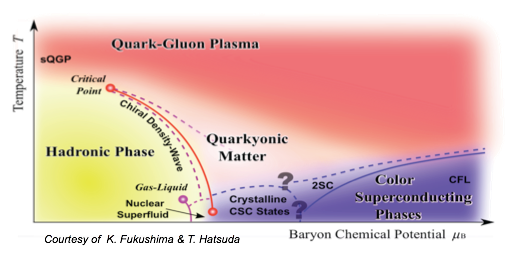 Quark-Gluon Plasma
sQGP
Critical
Point
Temperature T
Chiral Density-Wave
Quarkyonic
Matter
Hadronic Phase
Gas-Liquid
Nuclear
Superfluid
Crystalline
CSC States
?
?
2SC
CFL
Color
Superconducting
Phases
Courtesy of K. Fukushima & T. Hatsuda
Baryon Chemical Potential μB